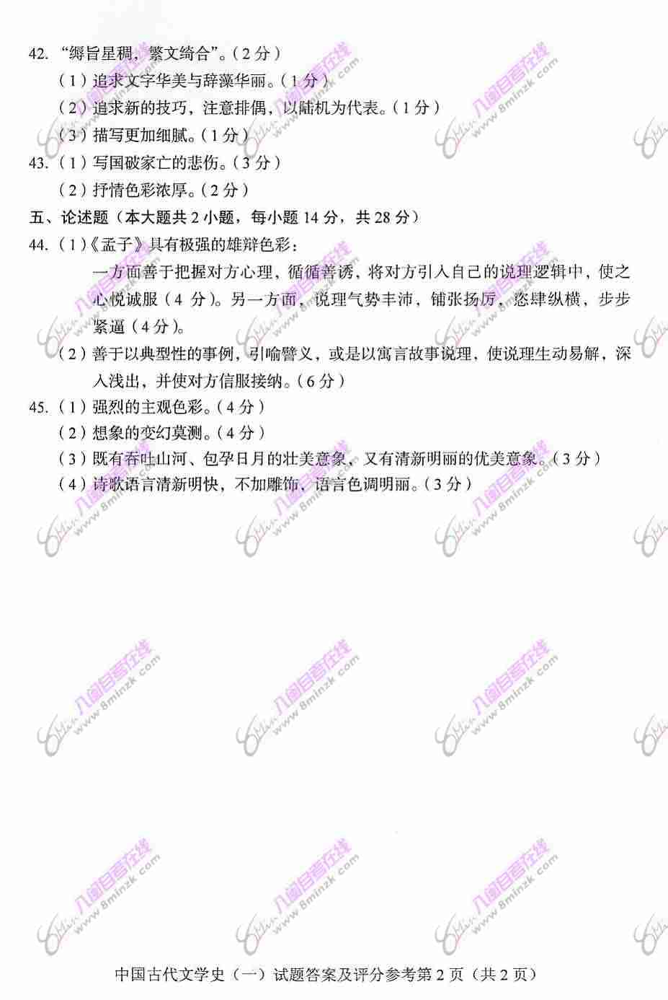 42. “缛旨星稠，繁文绮合”。（2 分）
（1）追求文字华美与辞藻华丽。（1 分）
（2）追求新的技巧，注意排偶，以陆机为代表。（1 分）
（3）描写更加细腻。（1 分）
43.（1）写国破家亡的悲伤。（3 分）
（2）抒情色彩浓厚。（2 分）
五、论述题（本大题共 2 小题，每小题 14 分，共 28 分）
44.（1）《孟子》具有极强的雄辩色彩：
一方面善于把握对方心理，循循善诱，将对方引入自己的说理逻辑中，使之
心悦诚服（4 分）。另一方面，说理气势丰沛，铺张扬厉，恣肆纵横，步步
紧逼（4 分）。
（2）善于以典型性的事例，引喻譬义，或是以寓言故事说理，使说理生动易解，深
入浅出，并使对方信服接纳。（6 分）
45.（1）强烈的主观色彩。（4 分）
（2）想象的变幻莫测。（4 分）
（3）既有吞吐山河、包孕日月的壮美意象，又有清新明丽的优美意象。（3 分）
（4）诗歌语言清新明快，不加雕饰，语言色调明丽。（3 分）
中国古代文学史（一）试题答案及评分参考第 2 页（共 2 页）
八闽自考在线
www.8minzk.com